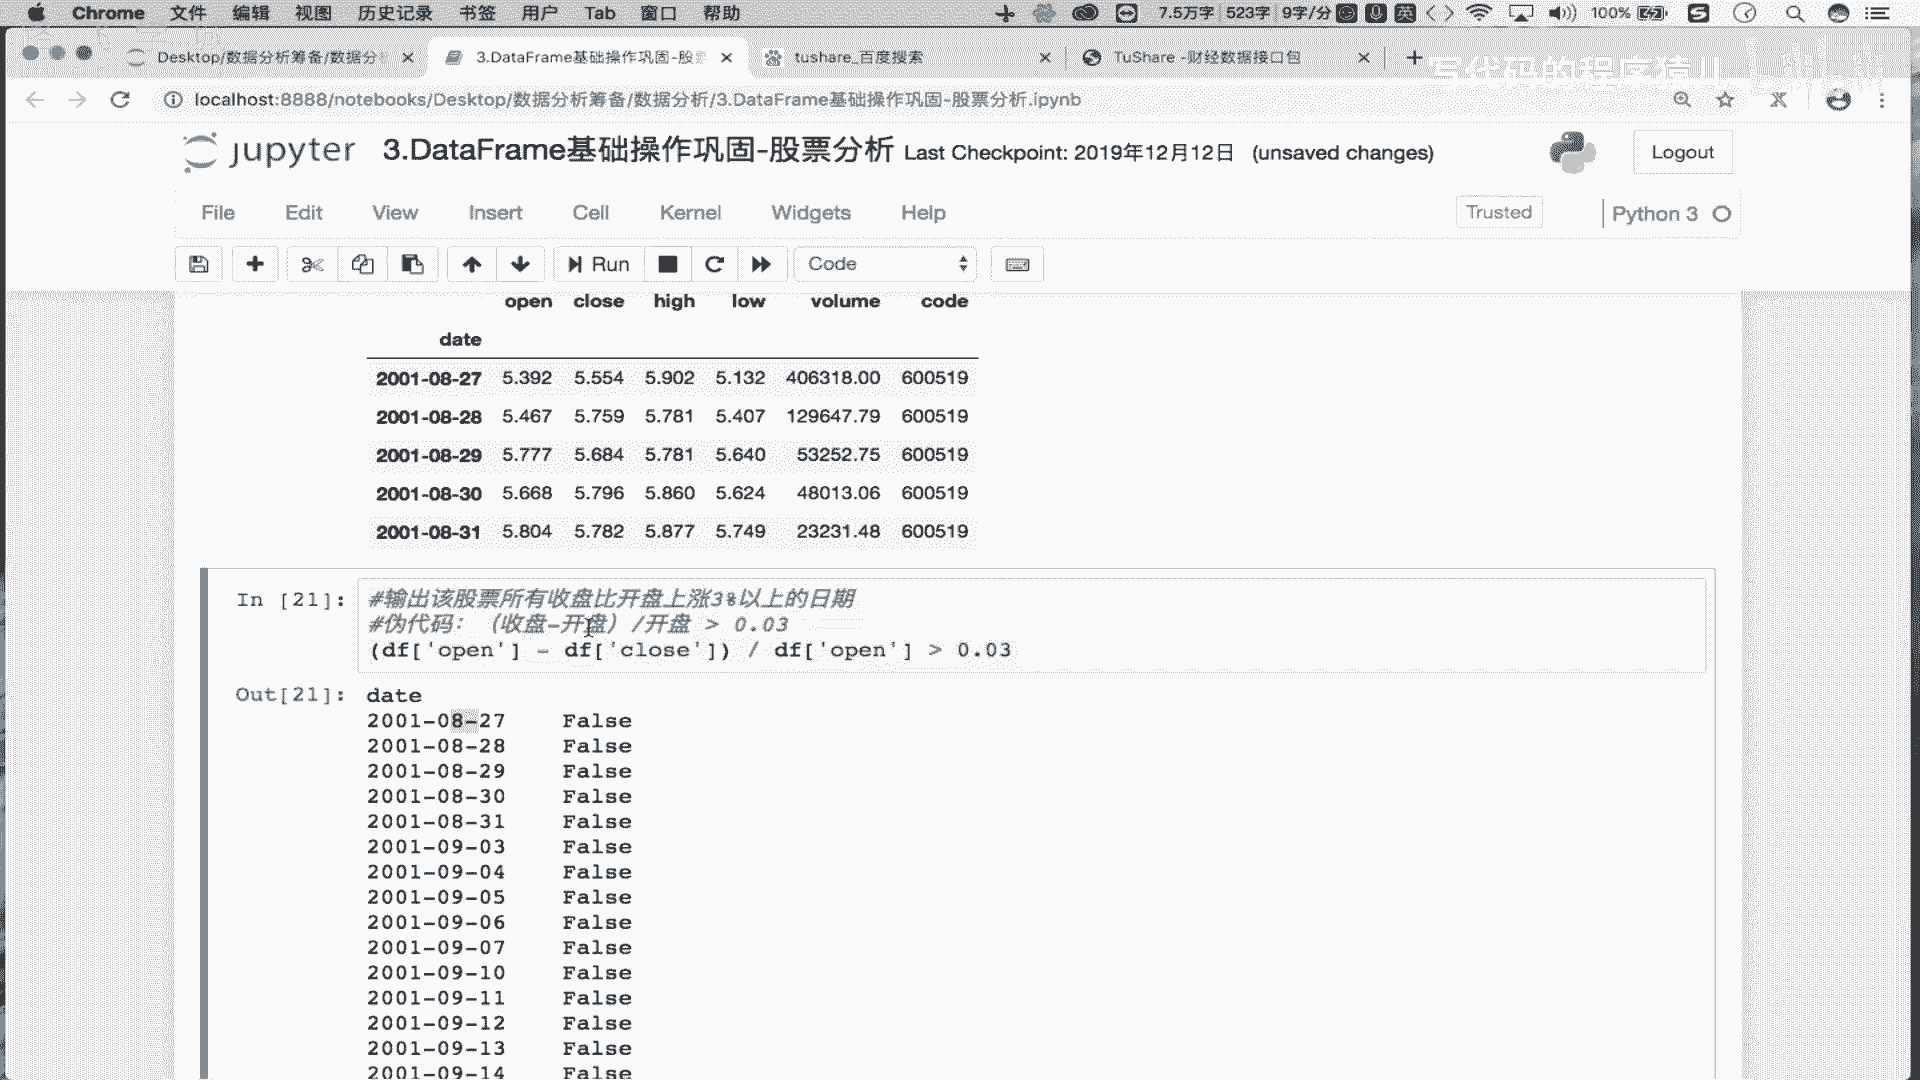 Chrome 文件 编辑 视图 历史记录 书签 用户 Tab 窗口 帮助 7.5万字 523字 9字/分 英 100%
Desktop/数据分析筹备/数据分析 3.DataFrame基础操作巩固-股票 tushare_百度搜索 TuShare -财经数据接口包
写代码的程序猿儿 bilibili
localhost:8888/notebooks/Desktop/数据分析筹备/数据分析/3.DataFrame基础操作巩固-股票分析.ipynb
jupyter 3.DataFrame基础操作巩固-股票分析 Last Checkpoint: 2019年12月12日 (unsaved changes) Logout
File Edit View Insert Cell Kernel Widgets Help Trusted Python 3
Run Code
open close high low volume code
date
2001-08-27 5.392 5.554 5.902 5.132 406318.00 600519
2001-08-28 5.467 5.759 5.781 5.407 129647.79 600519
2001-08-29 5.777 5.684 5.781 5.640 53252.75 600519
2001-08-30 5.668 5.796 5.860 5.624 48013.06 600519
2001-08-31 5.804 5.782 5.877 5.749 23231.48 600519
In [21]: #输出该股票所有收盘比开盘上涨3%以上的日期
#伪代码：（收盘-开盘）/开盘 > 0.03
(df['open'] - df['close']) / df['open'] > 0.03
Out[21]: date
2001-08-27 False
2001-08-28 False
2001-08-29 False
2001-08-30 False
2001-08-31 False
2001-09-03 False
2001-09-04 False
2001-09-05 False
2001-09-06 False
2001-09-07 False
2001-09-10 False
2001-09-11 False
2001-09-12 False
2001-09-13 False
2001-09-14 False